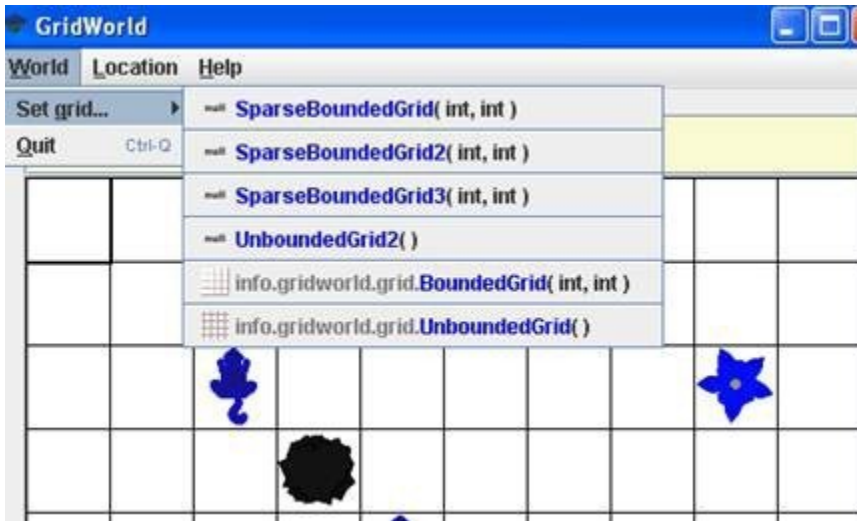 GridWorld
World Location Help
Set grid...
Quit Ctrl-Q
SparseBoundedGrid( int, int )
SparseBoundedGrid2( int, int )
SparseBoundedGrid3( int, int )
UnboundedGrid2( )
info.gridworld.grid.BoundedGrid( int, int )
info.gridworld.grid.UnboundedGrid( )